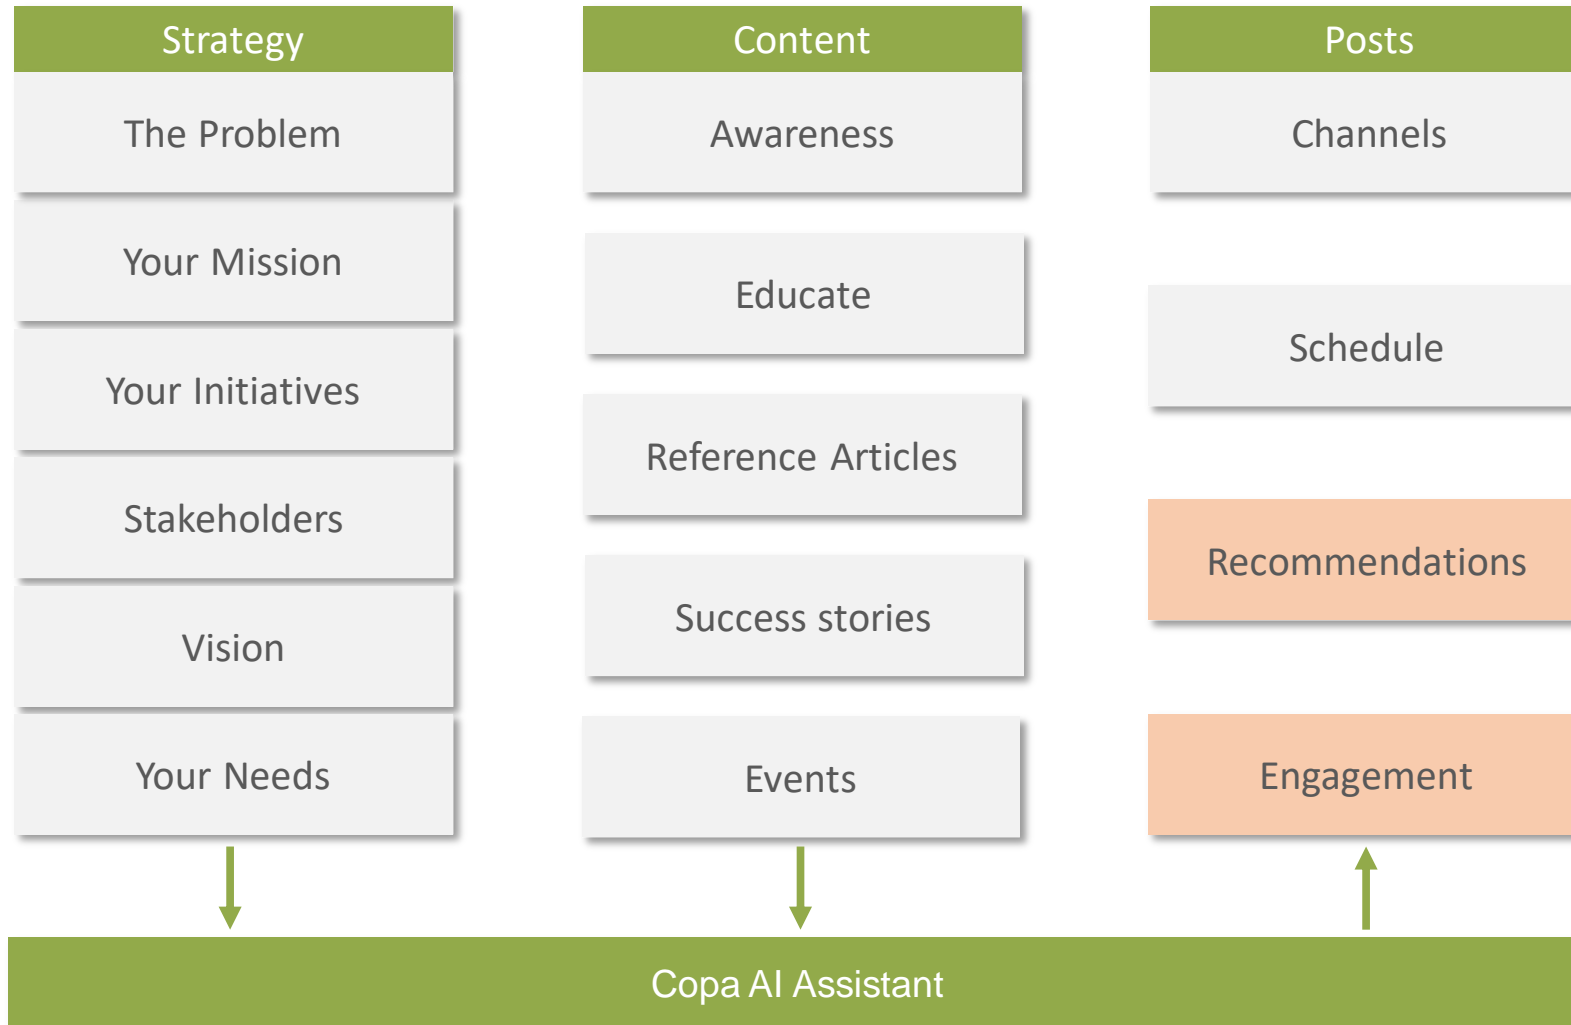 Strategy
The Problem
Your Mission
Your Initiatives
Stakeholders
Vision
Your Needs
Content
Awareness
Educate
Reference Articles
Success stories
Events
Posts
Channels
Schedule
Recommendations
Engagement
Copa AI Assistant